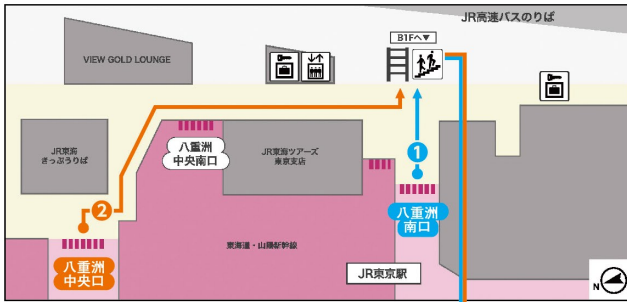 JR高速バスのりば
B1Fへ▼
VIEW GOLD LOUNGE
JR東海
きっぷうりば
八重洲
中央南口
JR東海ツアーズ
東京支店
1
2
八重洲
南口
八重洲
中央口
東海道・山陽新幹線
JR東京駅
N